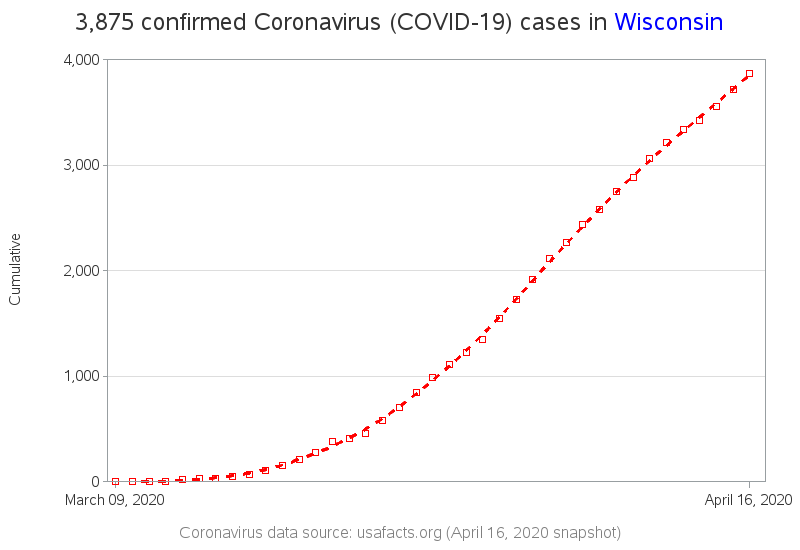 3,875 confirmed Coronavirus (COVID-19) cases in Wisconsin
4,000
3,000
2,000
1,000
0
Cumulative
March 09, 2020
April 16, 2020
Coronavirus data source: usafacts.org (April 16, 2020 snapshot)